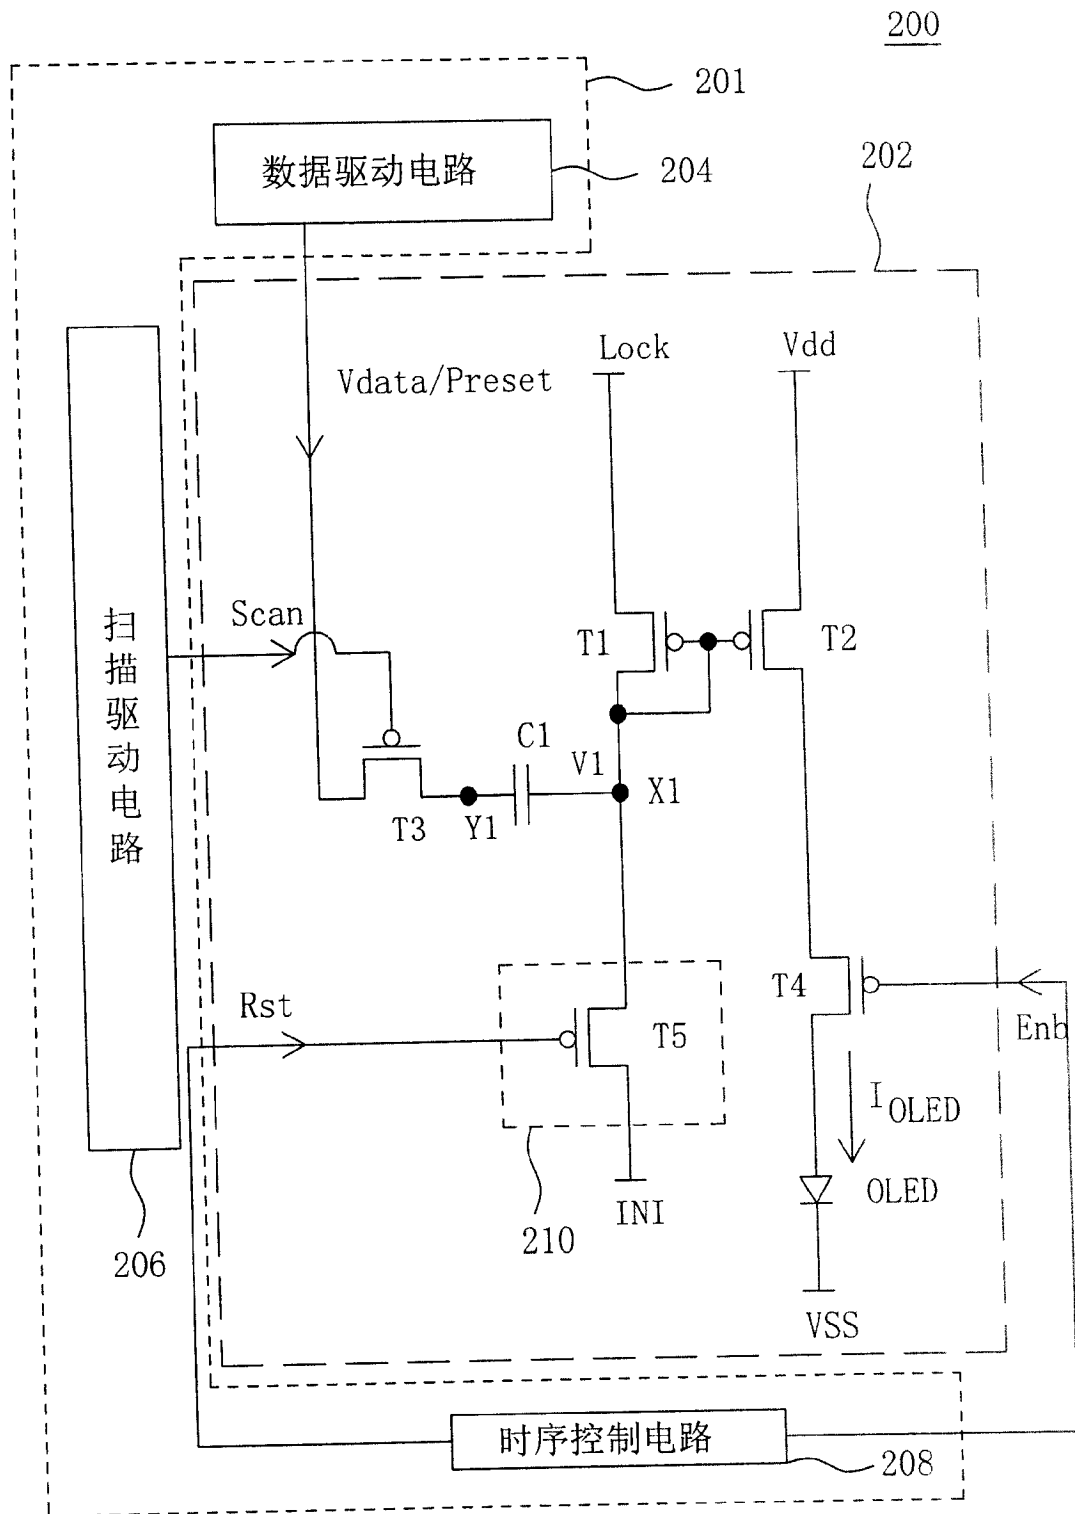 200
201
数据驱动电路
204
202
Lock
Vdd
Vdata/Preset
Scan
T1
T2
扫描驱动电路
C1
V1
X1
T3
Y1
T4
Rst
T5
Enb
I OLED
OLED
INI
210
206
VSS
时序控制电路
208